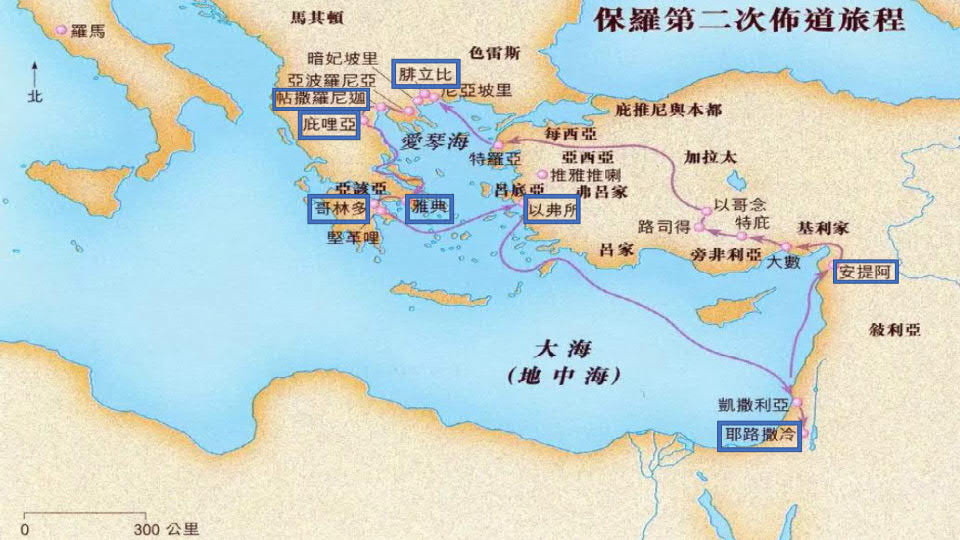 保羅第二次佈道旅程
羅馬
馬其頓
北
暗妃坡里
色雷斯
腓立比
亞波羅尼亞
尼亞坡里
帖撒羅尼迦
庇哩亞
庇推尼與本都
愛琴海
每西亞
特羅亞
亞西亞
加拉太
推雅推喇
亞該亞
呂底亞
弗呂家
哥林多
雅典
以弗所
以哥念
特庇
路司得
基利家
堅革哩
呂家
旁非利亞
大數
安提阿
敍利亞
大海
(地中海)
凱撒利亞
耶路撒冷
0
300 公里